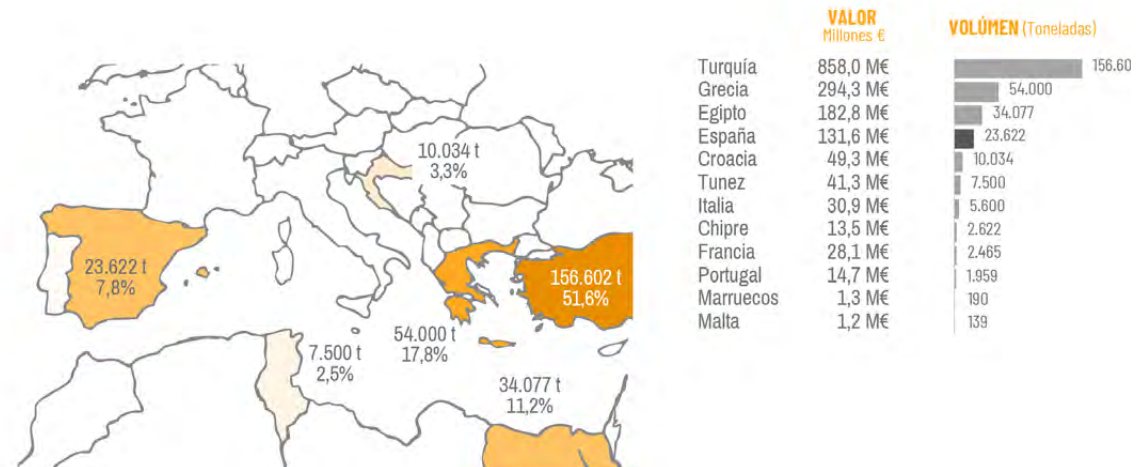 10.034 t
3,3%
23.622 t
7,8%
156.602 t
51,6%
54.000 t
17,8%
7.500 t
2,5%
34.077 t
11,2%
VALOR
Millones €
VOLÚMEN (Toneladas)
Turquía 858,0 M€ 156.60
Grecia 294,3 M€ 54.000
Egipto 182,8 M€ 34.077
España 131,6 M€ 23.622
Croacia 49,3 M€ 10.034
Tunez 41,3 M€ 7.500
Italia 30,9 M€ 5.600
Chipre 13,5 M€ 2.622
Francia 28,1 M€ 2.465
Portugal 14,7 M€ 1.959
Marruecos 1,3 M€ 190
Malta 1,2 M€ 139